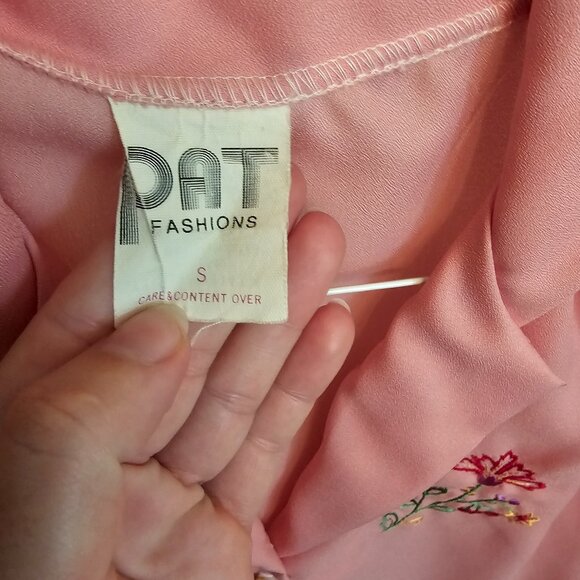 PAT
FASHIONS
S
CARE & CONTENT OVER